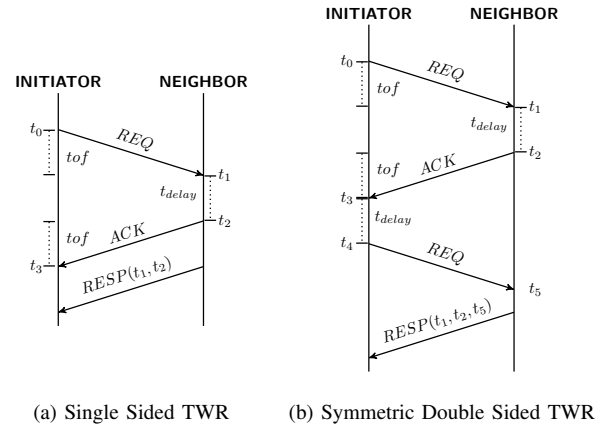 INITIATOR NEIGHBOR
t0
REQ
tof
t1
tdelay
t2
ACK
tof
t3
RESP(t1, t2)
(a) Single Sided TWR
INITIATOR NEIGHBOR
t0
REQ
tof
t1
tdelay
t2
ACK
tof
t3
tdelay
t4
REQ
t5
RESP(t1, t2, t5)
(b) Symmetric Double Sided TWR